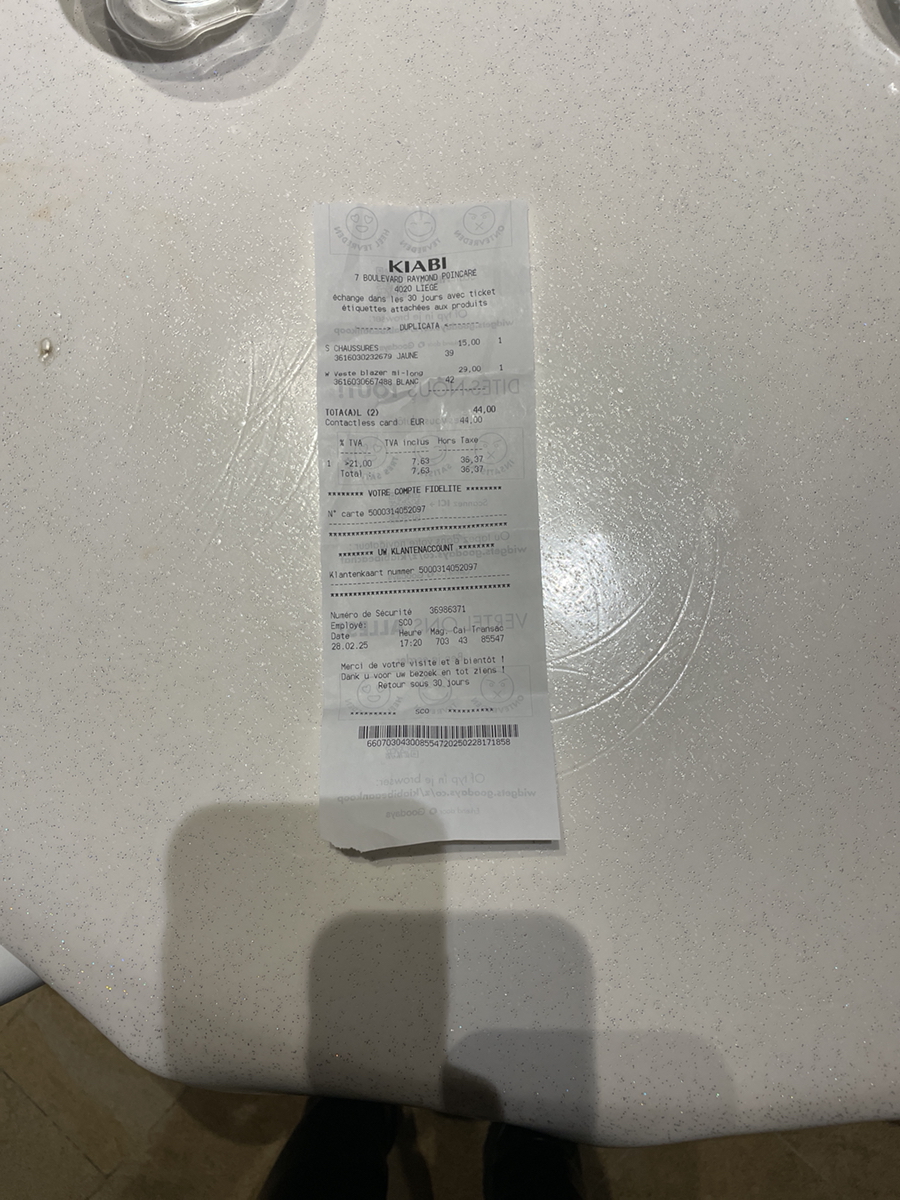 KIABI
7 BOULEVARD RAYMOND POINCARE
4020 LIEGE
échange dans les 30 jours avec ticket
étiquettes attachées aux produits
-------> DUPLICATA <-------
S CHAUSSURES 15,00 1
3616030232679 JAUNE 39
W Veste blazer mi-long 29,00 1
3616030667488 BLANC 42
TOTA(A)L (2) 44,00
Contactless card EUR 44,00
% TVA TVA inclus Hors Taxe
1 >21,00 7,63 36,37
Total 7,63 36,37
******** VOTRE COMPTE FIDELITE ********
N° carte 5000314052097
******** UW KLANTENACCOUNT ********
Klantenkaart nummer 5000314052097
Numéro de Sécurité 36986371
Employé: SCO
Date Heure Mag. Cai Transac
28.02.25 17:20 703 43 85547
Merci de votre visite et à bientôt !
Dank u voor uw bezoek en tot ziens !
Retour sous 30 jours
********** sco **********
66070304300855472025022817185​8